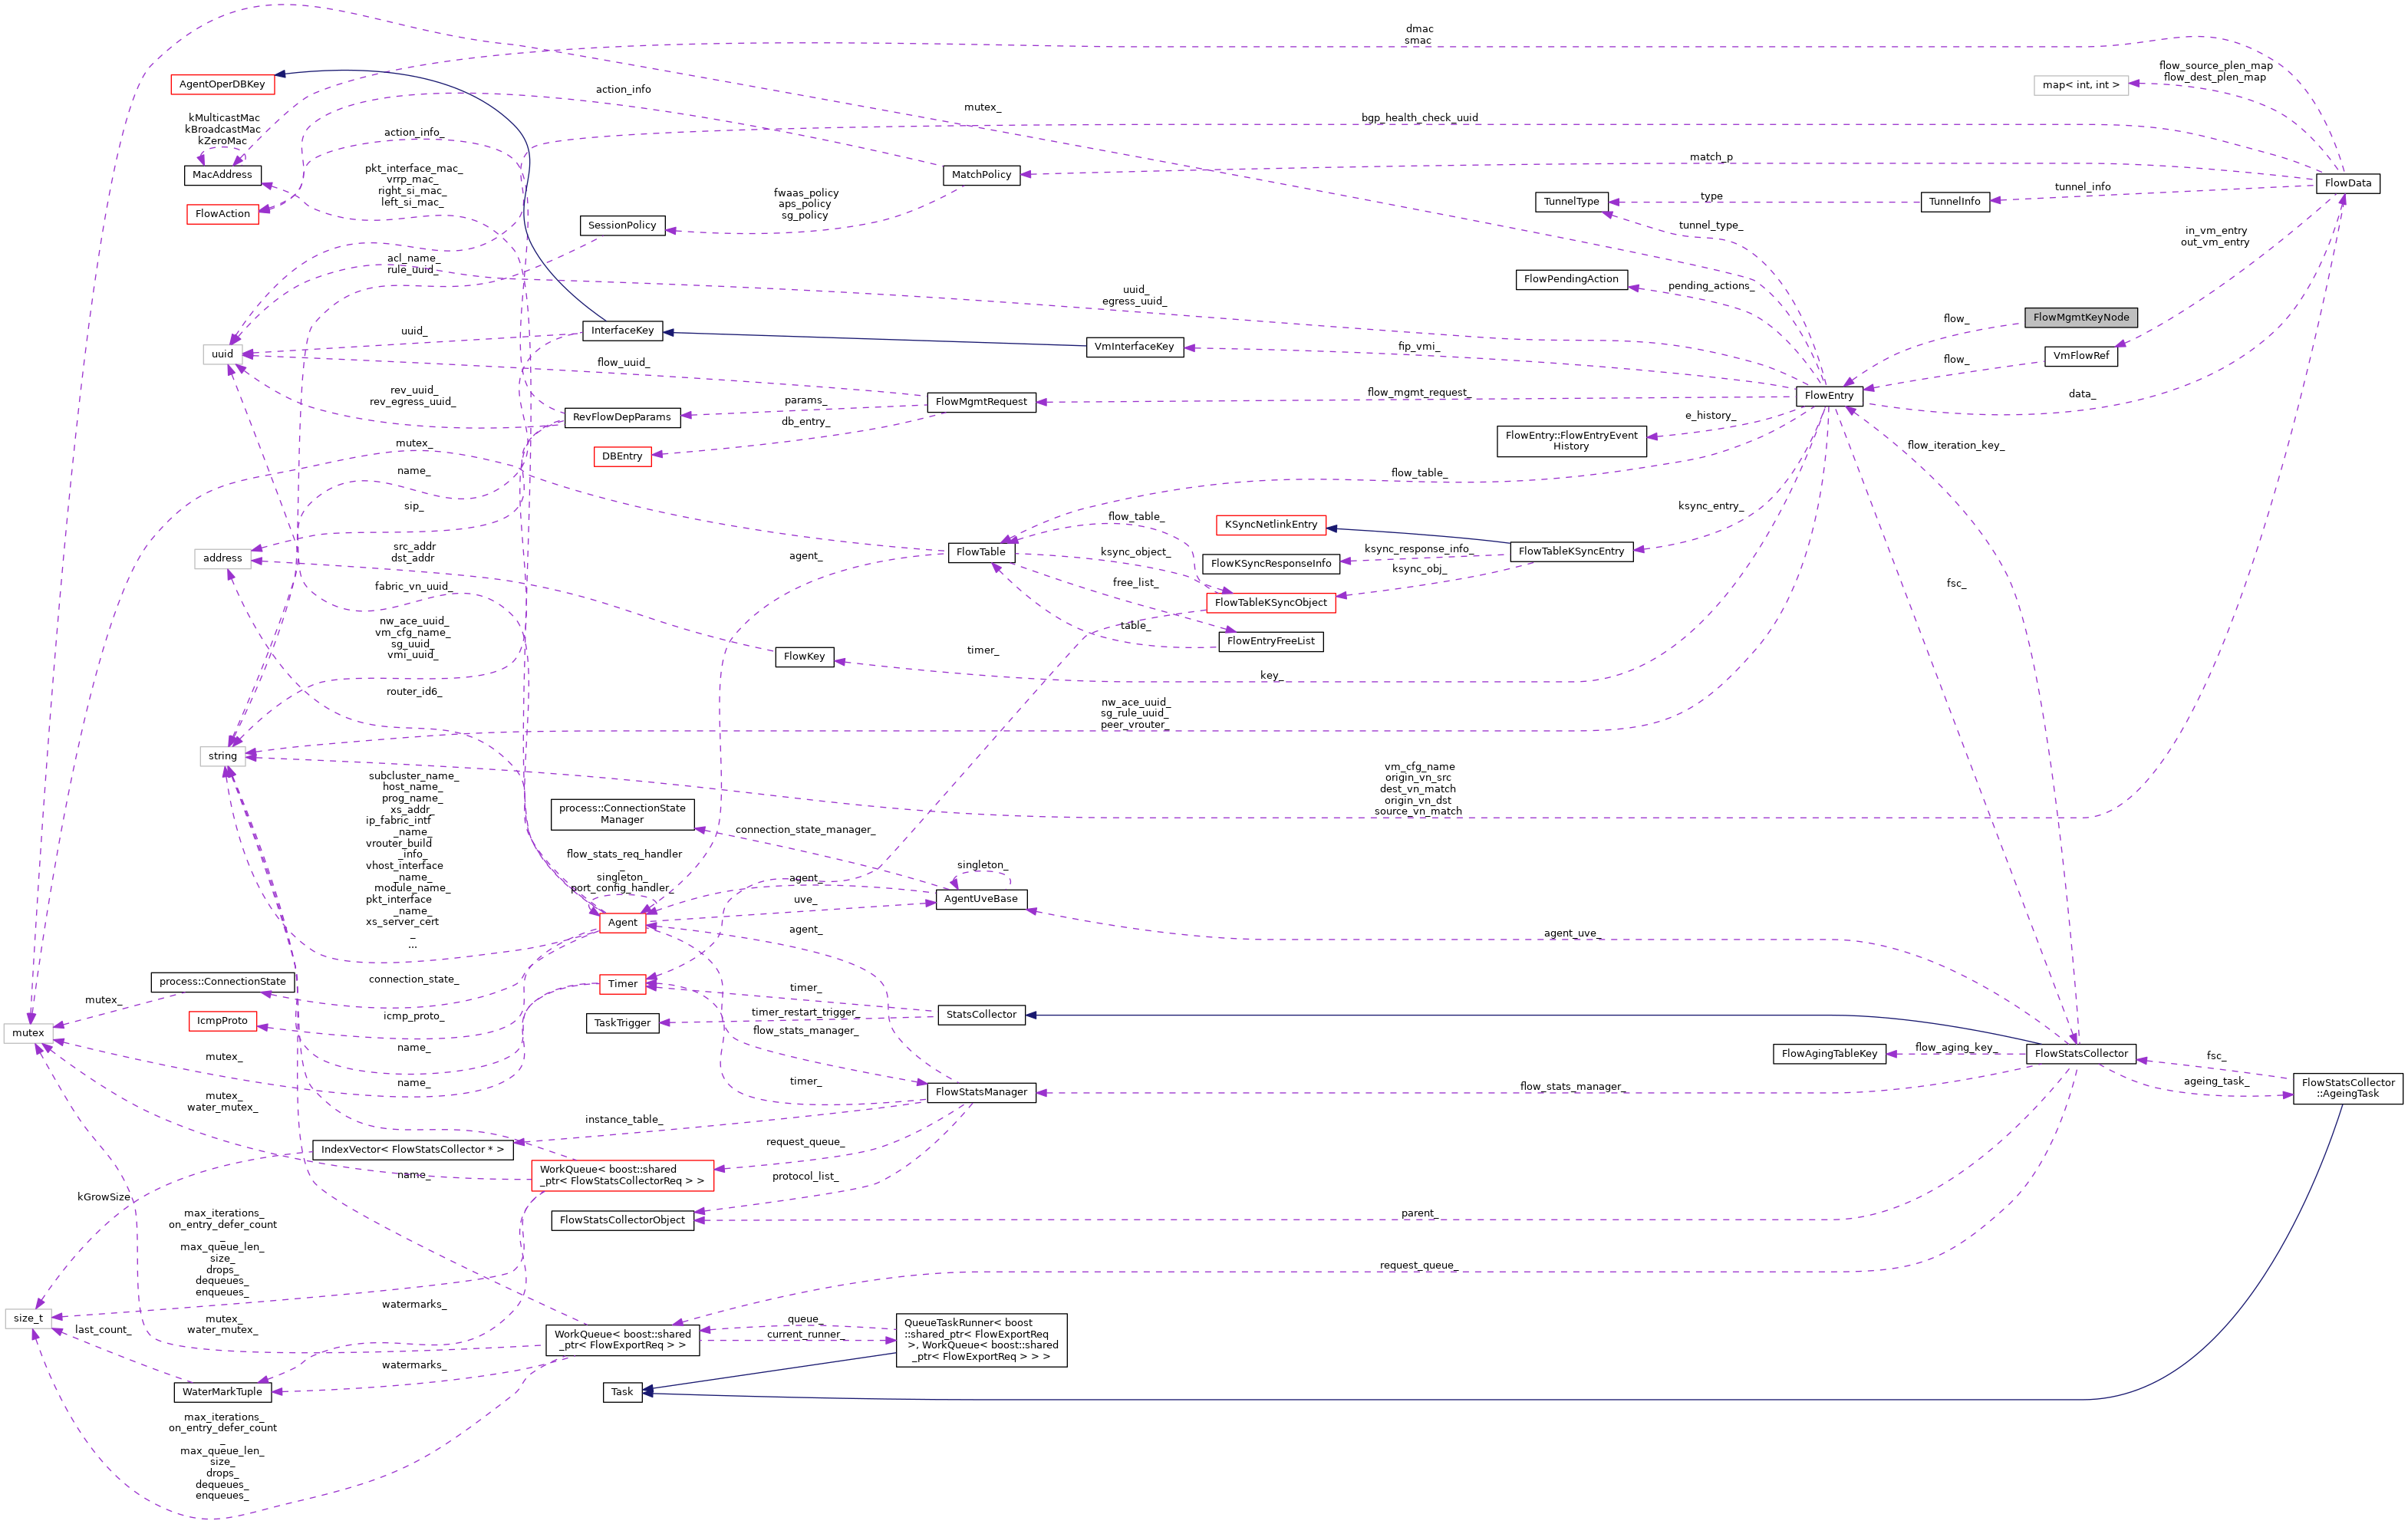 dmac
smac
flow_source_plen_map
flow_dest_plen_map
map< int, int >
AgentOperDBKey
action_info
mutex_
kMulticastMac
kBroadcastMac
kZeroMac
bgp_health_check_uuid
action_info_
match_p
MacAddress
MatchPolicy
FlowData
pkt_interface_mac_
vrrp_mac_
right_si_mac_
left_si_mac_
tunnel_info
fwaas_policy
aps_policy
sg_policy
TunnelType
type
TunnelInfo
FlowAction
SessionPolicy
tunnel_type_
in_vm_entry
out_vm_entry
acl_name_
rule_uuid_
FlowPendingAction
pending_actions_
uuid_
egress_uuid_
FlowMgmtKeyNode
flow_
InterfaceKey
uuid_
VmInterfaceKey
fip_vmi_
uuid
VmFlowRef
flow_
flow_uuid_
rev_uuid_
rev_egress_uuid_
params_
FlowMgmtRequest
flow_mgmt_request_
FlowEntry
data_
RevFlowDepParams
db_entry_
e_history_
DBEntry
FlowEntry::FlowEntryEvent
History
flow_iteration_key_
mutex_
name_
flow_table_
sip_
ksync_entry_
flow_table_
KSyncNetlinkEntry
src_addr
dst_addr
address
agent_
FlowTable
ksync_object_
ksync_response_info_
FlowTableKSyncEntry
FlowKSyncResponseInfo
ksync_obj_
fabric_vn_uuid_
free_list_
fsc_
FlowTableKSyncObject
nw_ace_uuid_
vm_cfg_name_
sg_uuid_
vmi_uuid_
table_
FlowEntryFreeList
FlowKey
timer_
key_
router_id6_
nw_ace_uuid_
sg_rule_uuid_
peer_vrouter_
string
vm_cfg_name
origin_vn_src
dest_vn_match
origin_vn_dst
source_vn_match
subcluster_name_
host_name_
prog_name_
xs_addr_
ip_fabric_intf
_name_
vrouter_build
_info_
vhost_interface
_name_
module_name_
pkt_interface
_name_
xs_server_cert
_
...
process::ConnectionState
Manager
connection_state_manager_
flow_stats_req_handler
_
singleton_
port_config_handler_
singleton_
agent_
uve_
AgentUveBase
Agent
agent_
agent_uve_
process::ConnectionState
connection_state_
Timer
timer_
mutex_
IcmpProto
icmp_proto_
TaskTrigger
timer_restart_trigger_
StatsCollector
mutex
flow_stats_manager_
name_
mutex_
FlowAgingTableKey
flow_aging_key_
FlowStatsCollector
fsc_
name_
timer_
FlowStatsManager
flow_stats_manager_
ageing_task_
FlowStatsCollector
::AgeingTask
mutex_
water_mutex_
instance_table_
IndexVector< FlowStatsCollector * >
request_queue_
WorkQueue< boost::shared
_ptr< FlowStatsCollectorReq > >
name_
protocol_list_
kGrowSize
FlowStatsCollectorObject
parent_
max_iterations_
on_entry_defer_count
_
max_queue_len_
size_
drops_
dequeues_
enqueues_
request_queue_
watermarks_
size_t
last_count_
mutex_
water_mutex_
WorkQueue< boost::shared
_ptr< FlowExportReq > >
queue_
current_runner_
QueueTaskRunner< boost
::shared_ptr< FlowExportReq
>, WorkQueue< boost::shared
_ptr< FlowExportReq > > >
watermarks_
WaterMarkTuple
Task
max_iterations_
on_entry_defer_count
_
max_queue_len_
size_
drops_
dequeues_
enqueues_